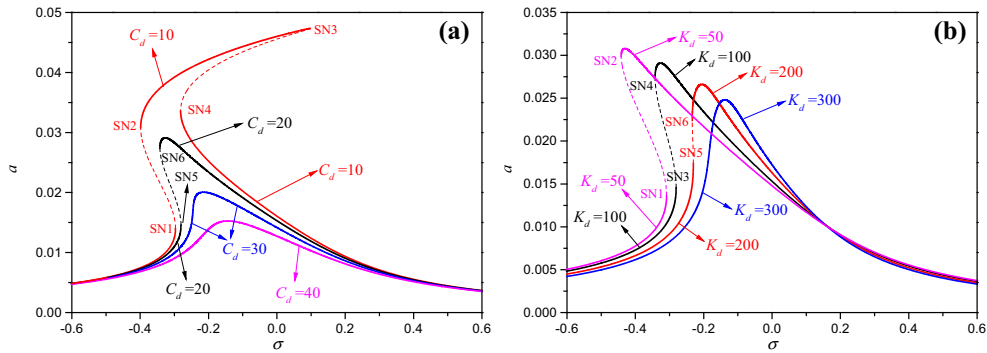 (a)
C_d=10
SN3
SN4
SN2
C_d=20
SN6
SN5
C_d=10
SN1
C_d=30
C_d=20
C_d=40
0.05
0.04
0.03
0.02
0.01
0.00
a
-0.6 -0.4 -0.2 0.0 0.2 0.4 0.6
σ
(b)
K_d=50
SN2
K_d=100
K_d=200
SN4
K_d=300
SN6
SN5
K_d=50
SN1
SN3
K_d=300
K_d=100
K_d=200
0.035
0.030
0.025
0.020
0.015
0.010
0.005
0.000
a
-0.6 -0.4 -0.2 0.0 0.2 0.4 0.6
σ